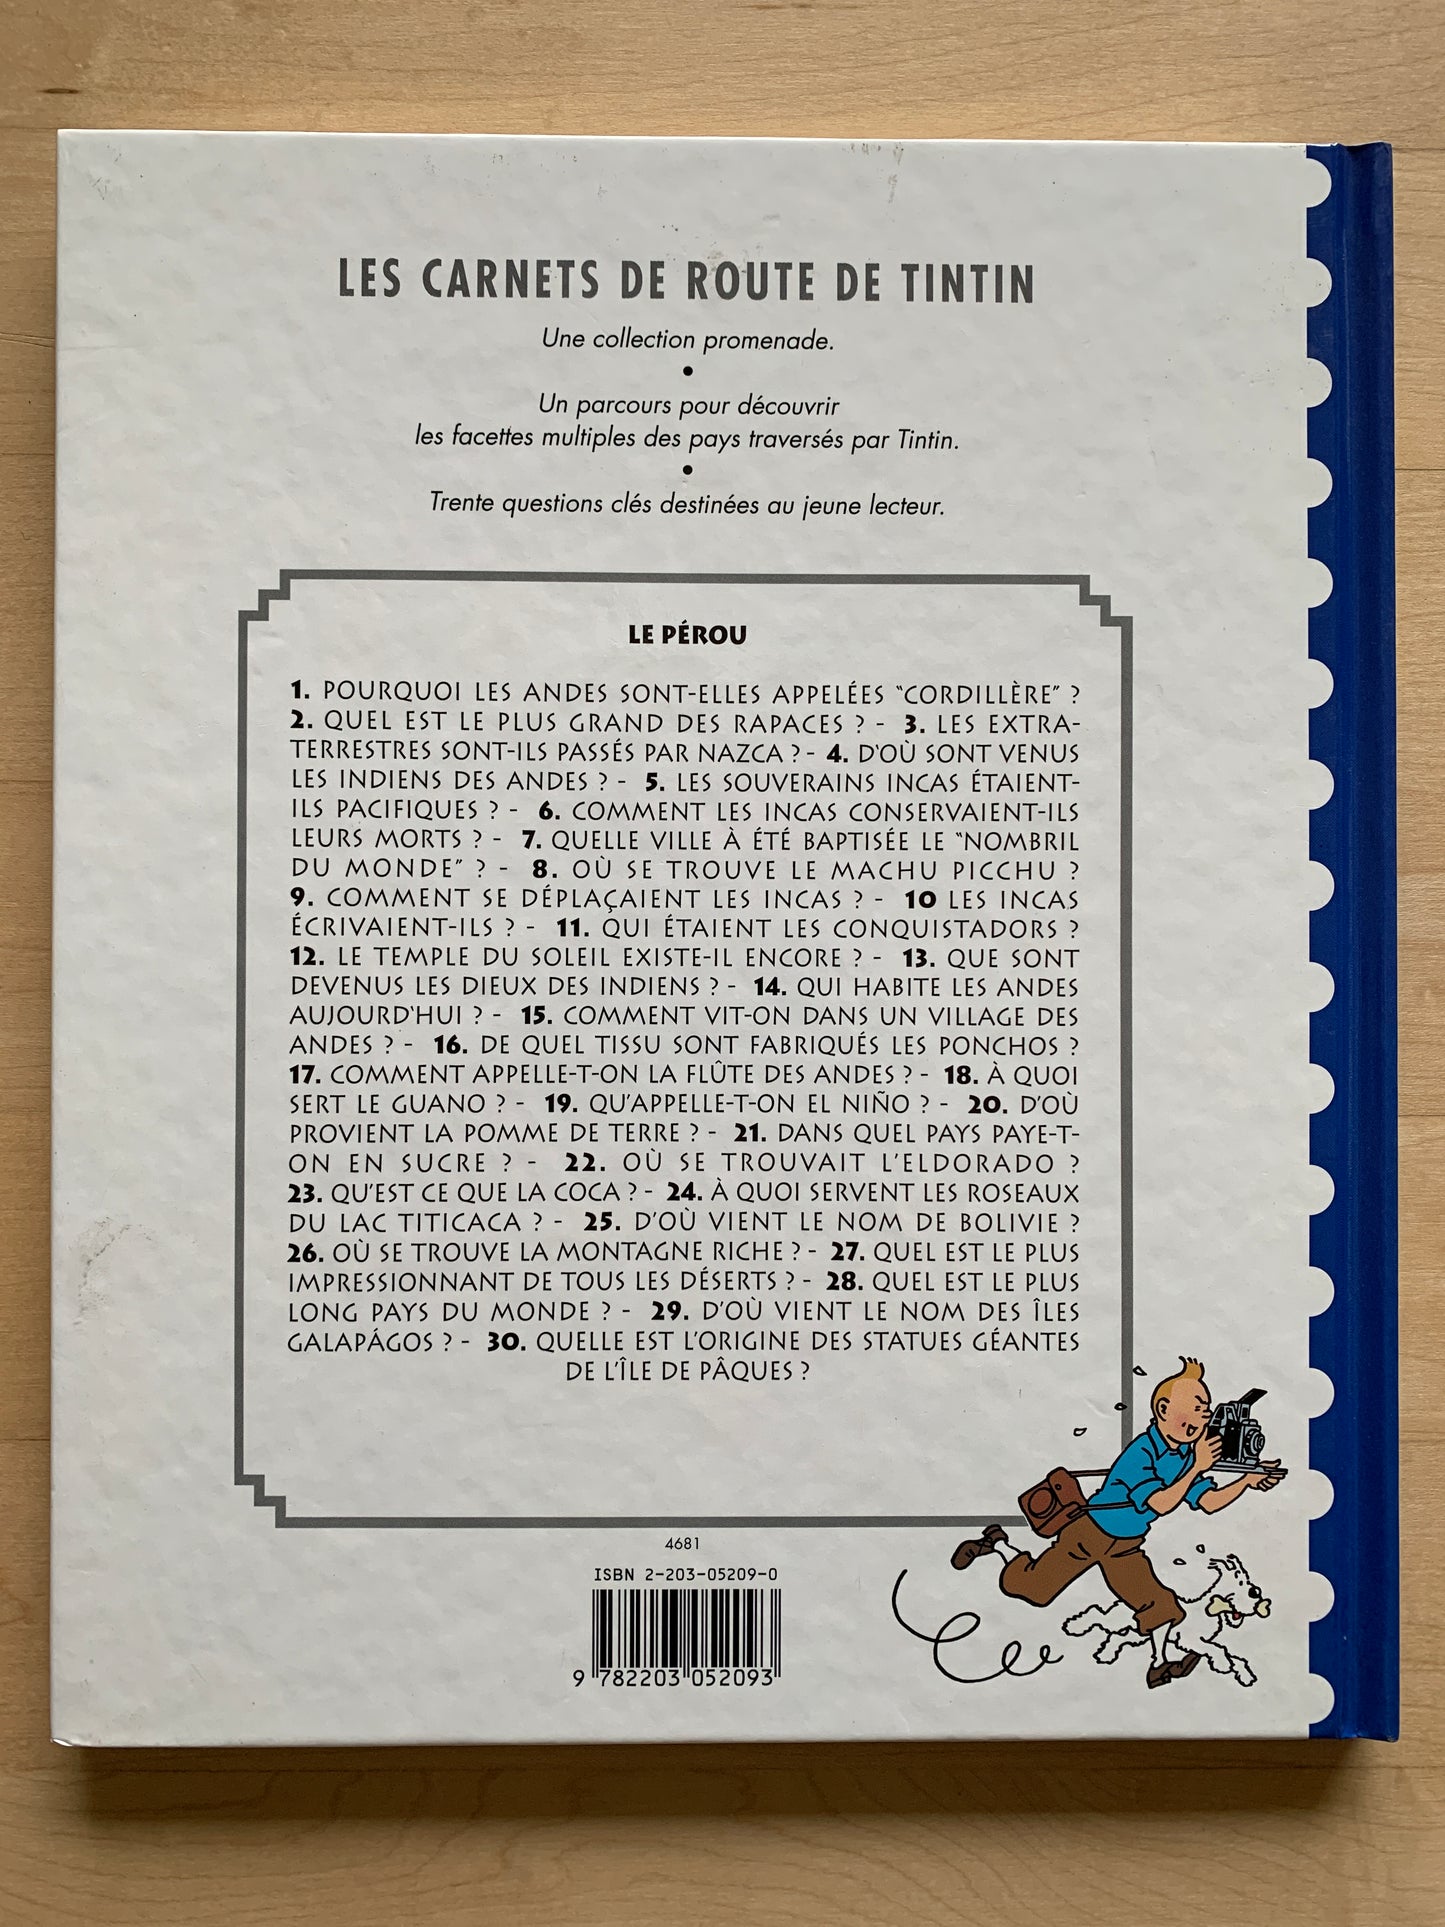 LES CARNETS DE ROUTE DE TINTIN
Une collection promenade.
•
Un parcours pour découvrir
les facettes multiples des pays traversés par Tintin.
•
Trente questions clés destinées au jeune lecteur.
LE PÉROU
1. POURQUOI LES ANDES SONT-ELLES APPELÉES “CORDILLÈRE” ?
2. QUEL EST LE PLUS GRAND DES RAPACES ? - 3. LES EXTRA-
TERRESTRES SONT-ILS PASSÉS PAR NAZCA ? - 4. D‘OÙ SONT VENUS
LES INDIENS DES ANDES ? - 5. LES SOUVERAINS INCAS ÉTAIENT-
ILS PACIFIQUES ? - 6. COMMENT LES INCAS CONSERVAIENT-ILS
LEURS MORTS ? - 7. QUELLE VILLE À ÉTÉ BAPTISÉE LE “NOMBRIL
DU MONDE” ? - 8. OÙ SE TROUVE LE MACHU PICCHU ?
9. COMMENT SE DÉPLAÇAIENT LES INCAS ? - 10 LES INCAS
ÉCRIVAIENT-ILS ? - 11. QUI ÉTAIENT LES CONQUISTADORS ?
12. LE TEMPLE DU SOLEIL EXISTE-IL ENCORE ? - 13. QUE SONT
DEVENUS LES DIEUX DES INDIENS ? - 14. QUI HABITE LES ANDES
AUJOURD‘HUI ? - 15. COMMENT VIT-ON DANS UN VILLAGE DES
ANDES ? - 16. DE QUEL TISSU SONT FABRIQUÉS LES PONCHOS ?
17. COMMENT APPELLE-T-ON LA FLÛTE DES ANDES ? - 18. À QUOI
SERT LE GUANO ? - 19. QU’APPELLE-T-ON EL NIÑO ? - 20. D’OÙ
PROVIENT LA POMME DE TERRE ? - 21. DANS QUEL PAYS PAYE-T-
ON EN SUCRE ? - 22. OÙ SE TROUVAIT L’ELDORADO ?
23. QU’EST CE QUE LA COCA ? - 24. À QUOI SERVENT LES ROSEAUX
DU LAC TITICACA ? - 25. D’OÙ VIENT LE NOM DE BOLIVIE ?
26. OÙ SE TROUVE LA MONTAGNE RICHE ? - 27. QUEL EST LE PLUS
IMPRESSIONNANT DE TOUS LES DÉSERTS ? - 28. QUEL EST LE PLUS
LONG PAYS DU MONDE ? - 29. D’OÙ VIENT LE NOM DES ÎLES
GALAPÁGOS ? - 30. QUELLE EST L’ORIGINE DES STATUES GÉANTES
DE L’ÎLE DE PÂQUES ?
4681
ISBN 2-203-05209-0
9 782203 052093